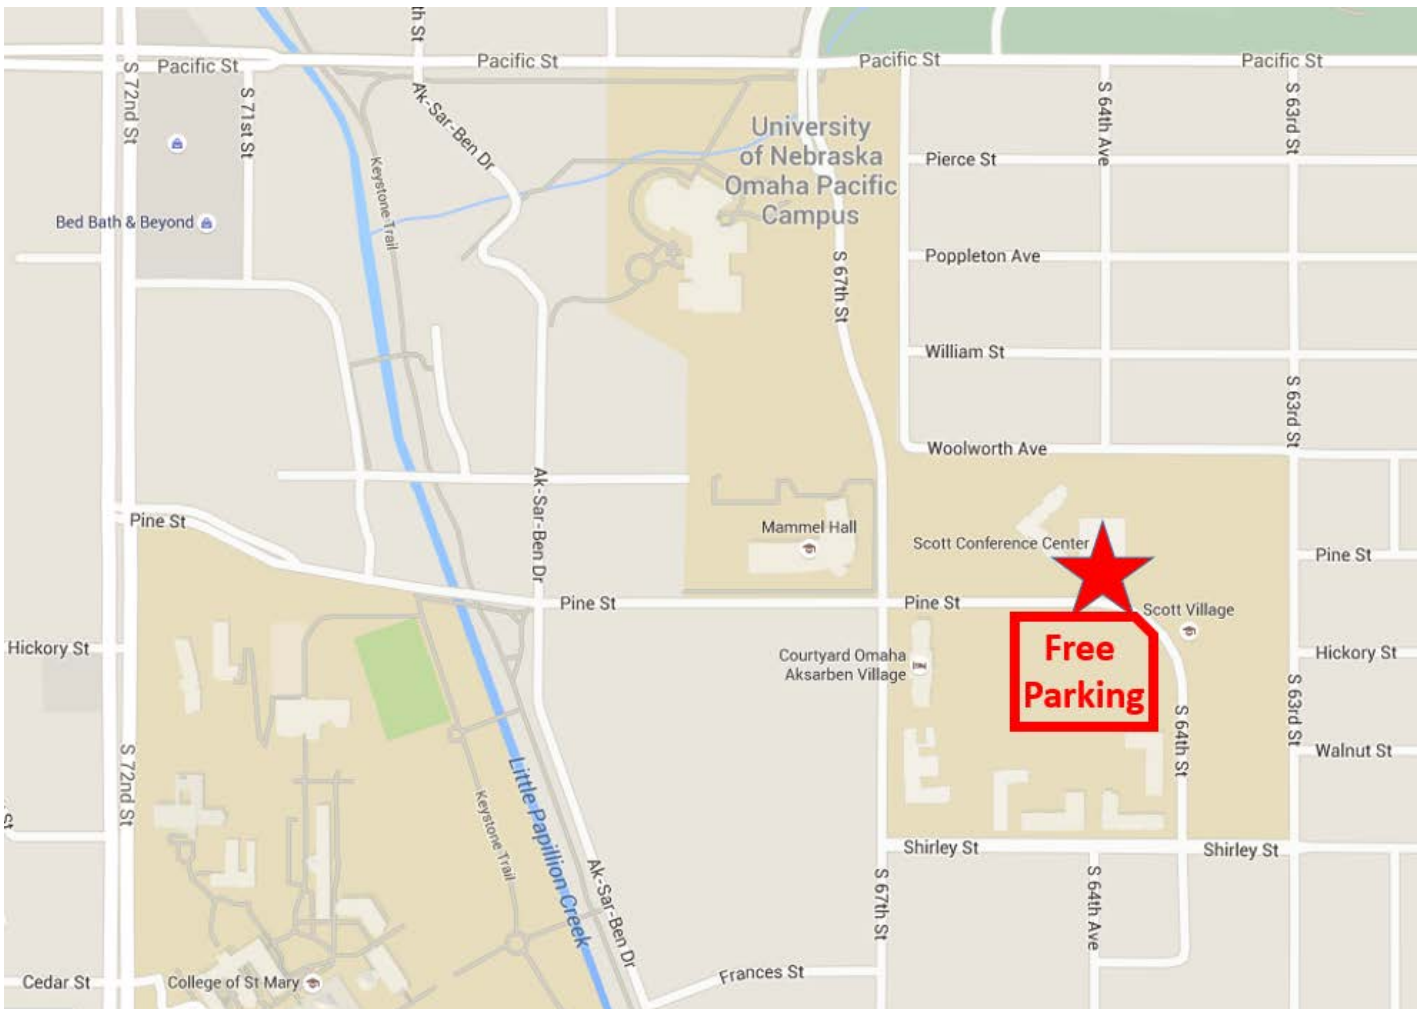 th St
Pacific St
Pacific St
Pacific St
Pacific St
S 72nd St
S 71st St
Ak-Sar-Ben Dr
S 64th Ave
S 63rd St
University
of Nebraska
Omaha Pacific
Campus
Keystone Trail
Pierce St
Bed Bath & Beyond
Poppleton Ave
S 67th St
William St
S 63rd St
Woolworth Ave
Ak-Sar-Ben Dr
Pine St
Mammel Hall
Scott Conference Center
Pine St
Pine St
Pine St
Scott Village
Hickory St
Free
Parking
Courtyard Omaha
Aksarben Village
Hickory St
S 63rd St
S 64th St
S 72nd St
Walnut St
Little Papillion Creek
Keystone Trail
St
Shirley St
Shirley St
Ak-Sar-Ben Dr
S 67th St
S 64th Ave
Cedar St
College of St Mary
Frances St